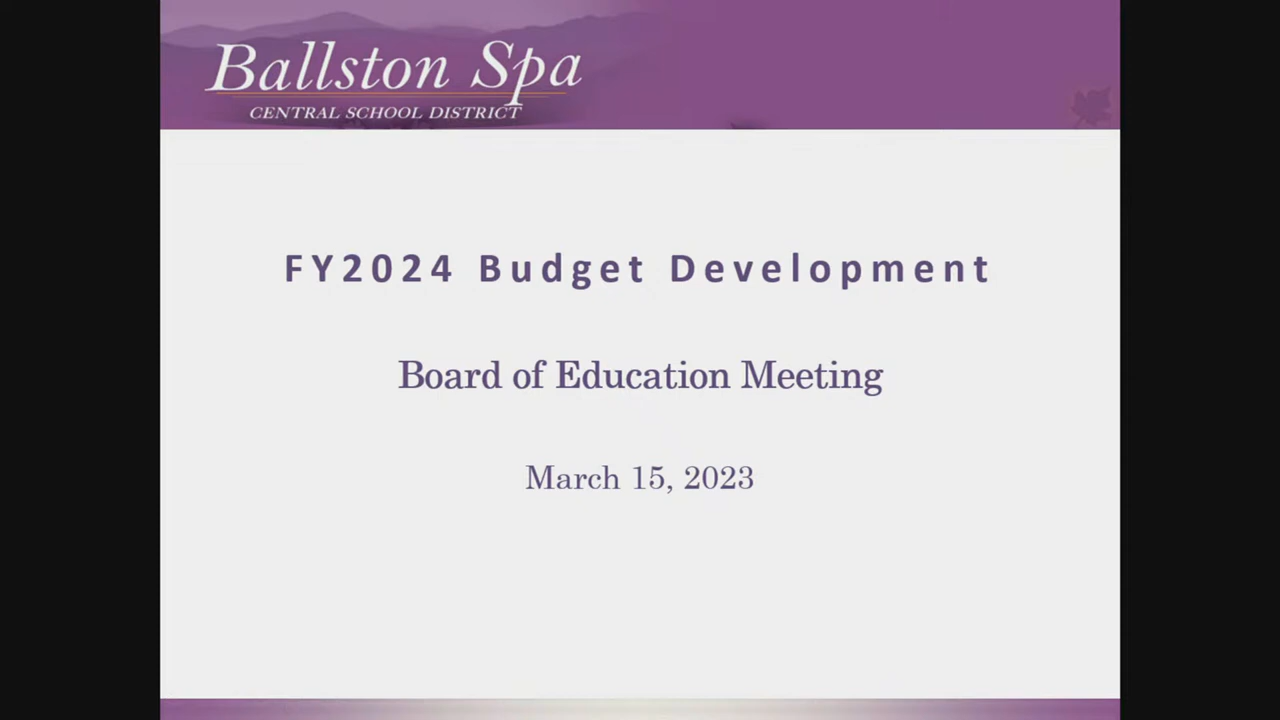 Ballston Spa
CENTRAL SCHOOL DISTRICT
FY2024 Budget Development
Board of Education Meeting
March 15, 2023